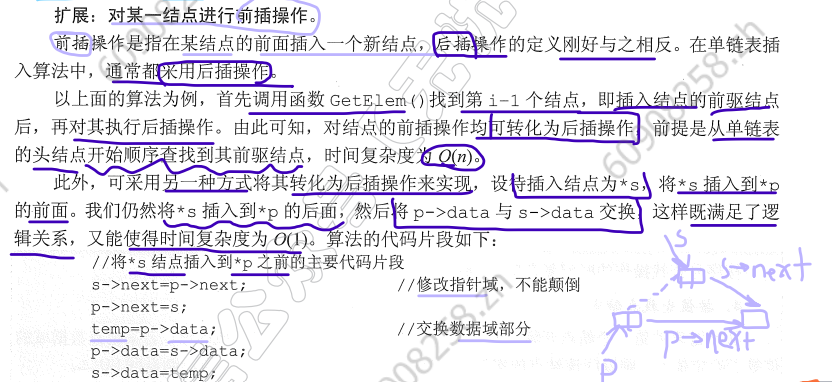 扩展：对某一结点进行前插操作。
前插操作是指在某结点的前面插入一个新结点，后插操作的定义刚好与之相反。在单链表插
入算法中，通常都采用后插操作。
以上面的算法为例，首先调用函数 GetElem()找到第 i-1 个结点，即插入结点的前驱结点
后，再对其执行后插操作。由此可知，对结点的前插操作均可转化为后插操作，前提是从单链表
的头结点开始顺序查找到其前驱结点，时间复杂度为 O(n)。
此外，可采用另一种方式将其转化为后插操作来实现，设待插入结点为*s，将*s 插入到*p
的前面。我们仍然将*s 插入到*p 的后面，然后将 p->data 与 s->data 交换，这样既满足了逻
辑关系，又能使得时间复杂度为 O(1)。算法的代码片段如下：
//将*s 结点插入到*p 之前的主要代码片段
s->next=p->next; //修改指针域，不能颠倒
p->next=s;
temp=p->data; //交换数据域部分
p->data=s->data;
s->data=temp;
s
s→next
p→next
p
60908258.zh